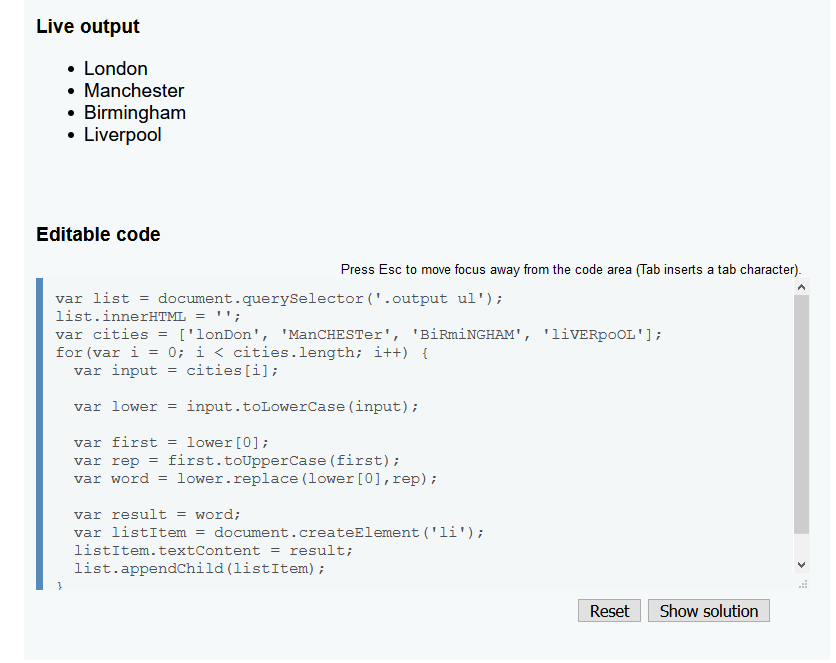 Live output
London
Manchester
Birmingham
Liverpool
Editable code
Press Esc to move focus away from the code area (Tab inserts a tab character).
var list = document.querySelector('.output ul');
list.innerHTML = '';
var cities = ['lonDon', 'ManCHESTer', 'BiRmiNGHAM', 'liVERpoOL'];
for(var i = 0; i < cities.length; i++) {
  var input = cities[i];
  var lower = input.toLowerCase(input);
  var first = lower[0];
  var rep = first.toUpperCase(first);
  var word = lower.replace(lower[0],rep);
  var result = word;
  var listItem = document.createElement('li');
  listItem.textContent = result;
  list.appendChild(listItem);
}
Reset Show solution